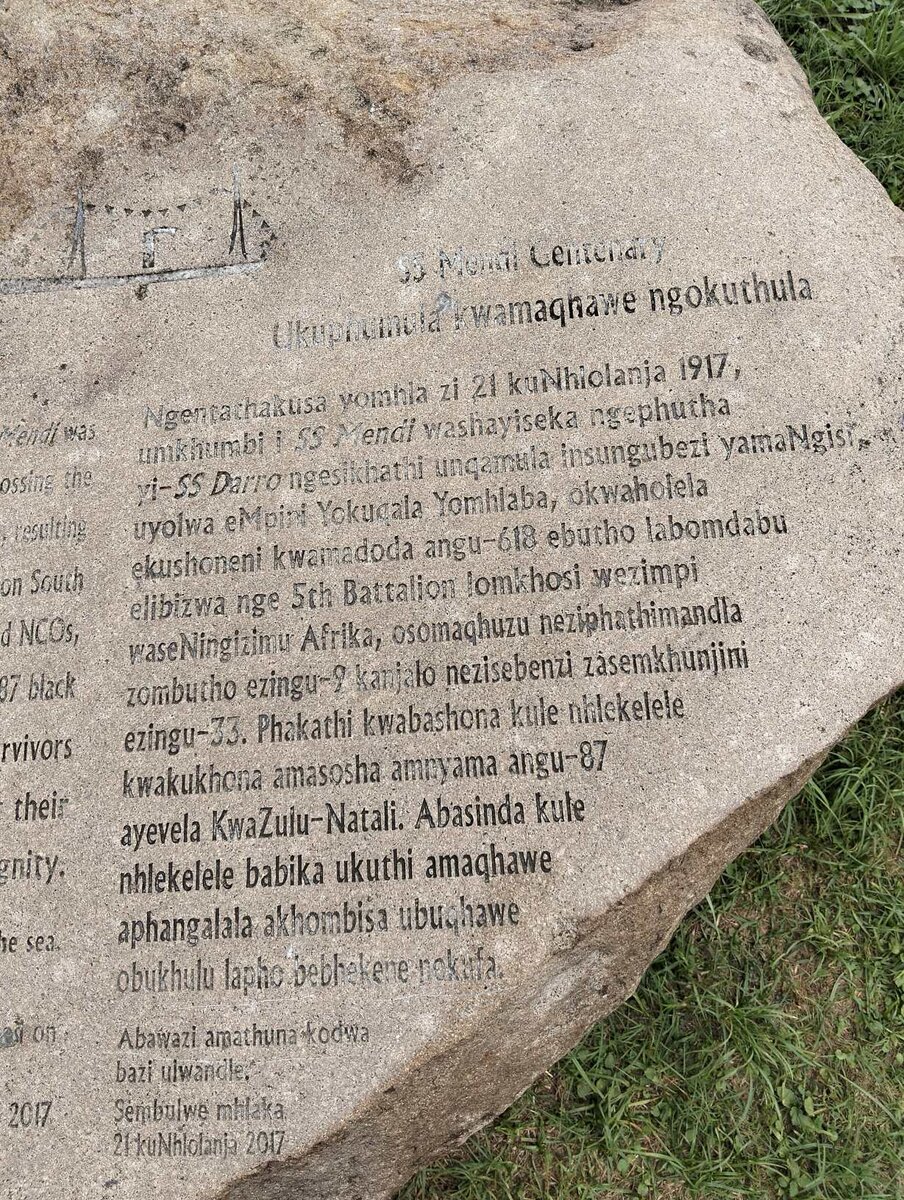 SS Mendi Centenary
Ukuphumula kwamaqhawe ngokuthula
Mendi was
ossing the
resulting
on South
d NCOs,
87 black
rvivors
their
gnity.
he sea.
on
2017
Ngentathakusa yomhla zi 21 kuNhlolanja 1917,
umkhumbi i SS Mendi washayiseka ngephutha
yi-SS Darro ngesikhathi unqamula insungubezi yamaNgisi,
uyolwa eMpini Yokuqala Yomhlaba, okwaholela
ekushoneni kwamadoda angu-618 ebutho labomdabu
elibizwa nge 5th Battalion lomkhosi wezimpi
waseNingizimu Afrika, osomaqhuzu neziphathimandla
zombutho ezingu-9 kanjalo nezisebenzi zasemkhunjini
ezingu-33. Phakathi kwabashona kule nhlekelele
kwakukhona amasosha amnyama angu-87
ayevela KwaZulu-Natali. Abasinda kule
nhlekelele babika ukuthi amaqhawe
aphangalala akhombisa ubuqhawe
obukhulu lapho bebhekene nokufa.
Abawazi amathuna kodwa
bazi ulwandle.
Sembulwe mhlaka
21 kuNhlolanja 2017